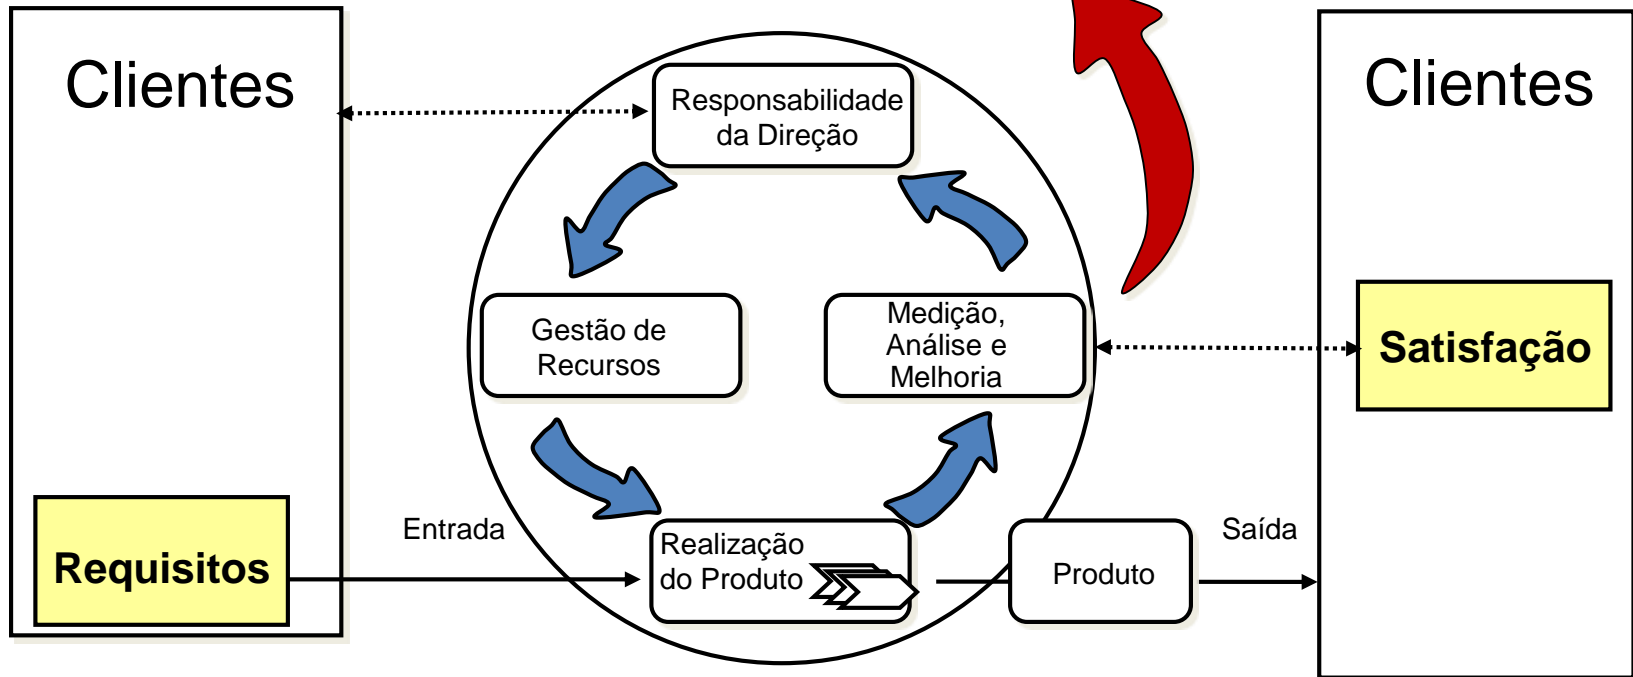 Clientes
Clientes
Responsabilidade
da Direção
Gestão de
Recursos
Medição,
Análise e
Melhoria
Satisfação
Requisitos
Entrada
Realização
do Produto
Produto
Saída